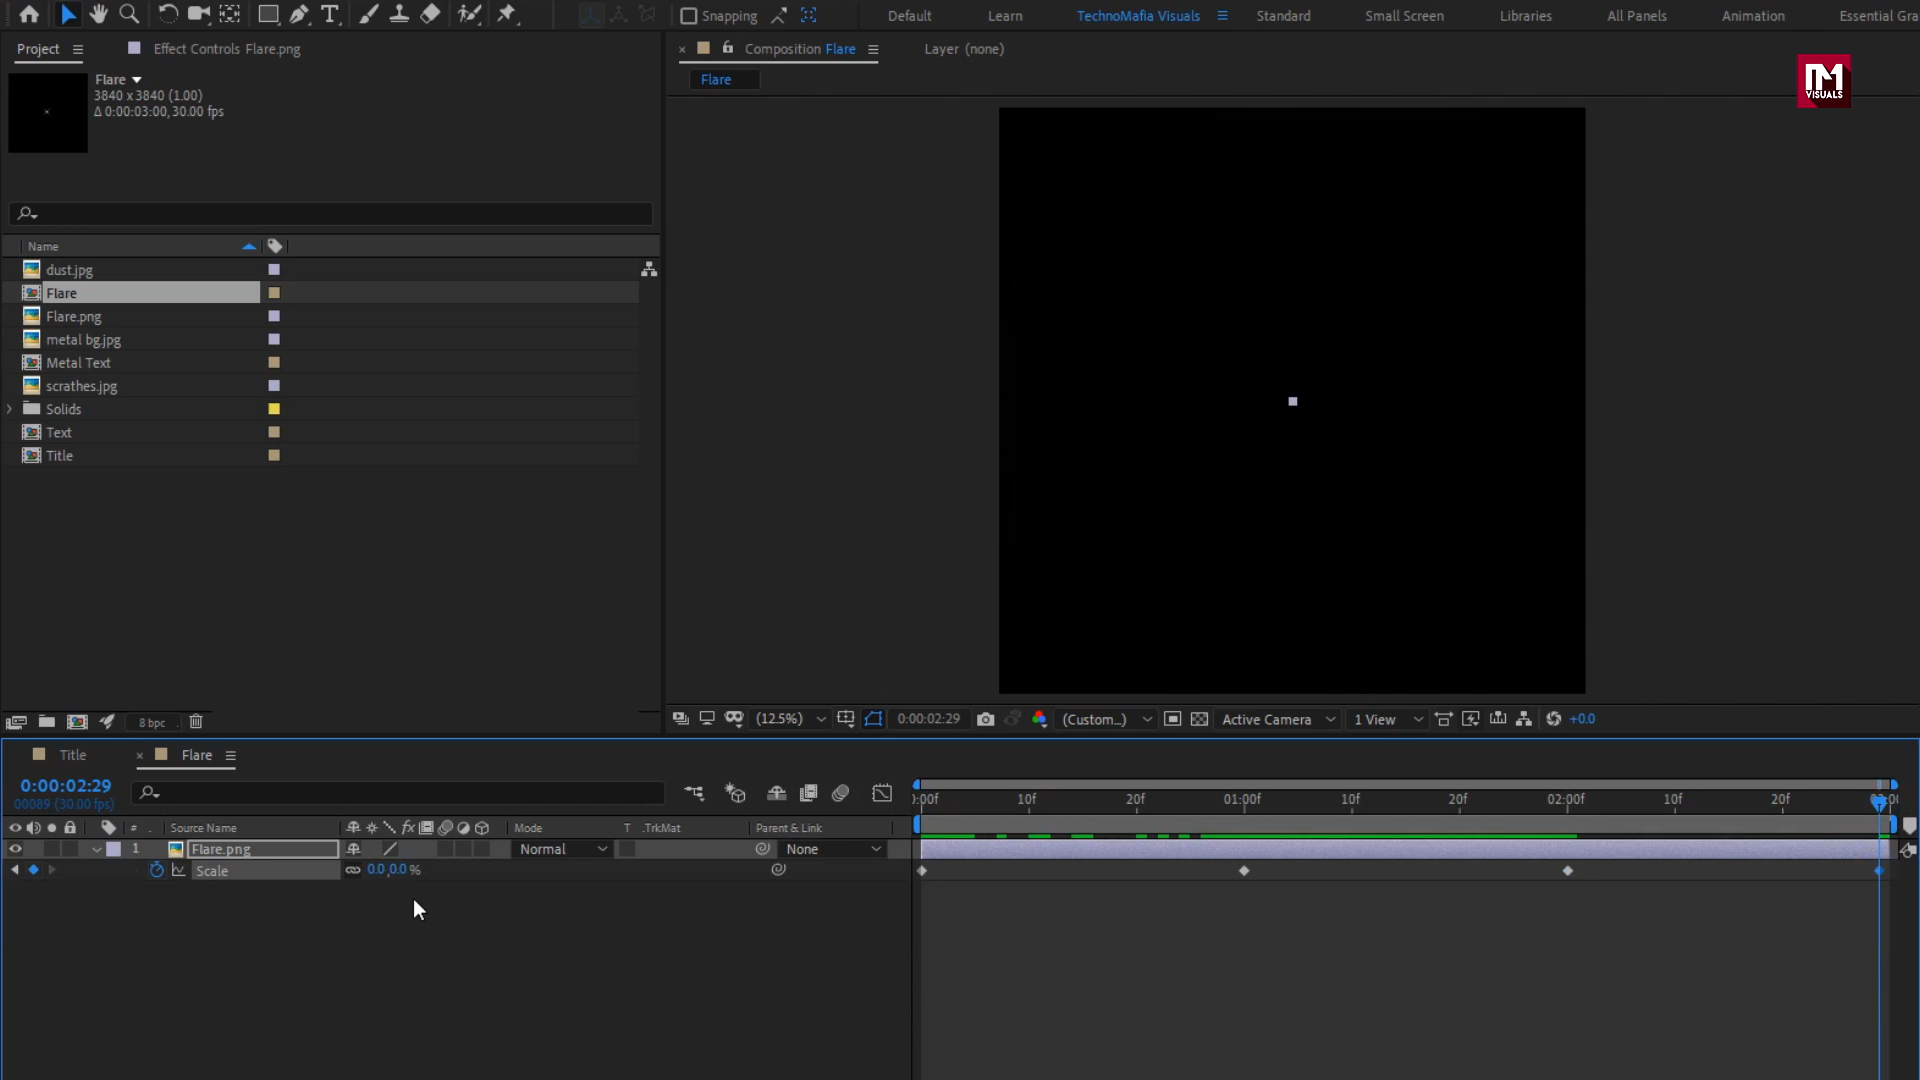 Snapping
Default
Learn
TechnoMafia Visuals
Standard
Small Screen
Libraries
All Panels
Animation
Essential Gra
Project
Effect Controls Flare.png
Composition Flare
Layer (none)
Flare
3840 x 3840 (1.00)
Δ 0:00:03:00, 30.00 fps
Flare
VISUALS
Name
dust.jpg
Flare
Flare.png
metal bg.jpg
Metal Text
scrathes.jpg
Solids
Text
Title
8 bpc
(12.5%)
0:00:02:29
(Custom_)
Active Camera
1 View
+0.0
Title
Flare
0:00:02:29
00089 (30.00 fps)
):00f
10f
20f
01:00f
10f
20f
02:00f
10f
20f
# Source Name
Mode
T .TrkMat
Parent & Link
1 Flare.png
Normal
None
Scale
0.0,0.0 %